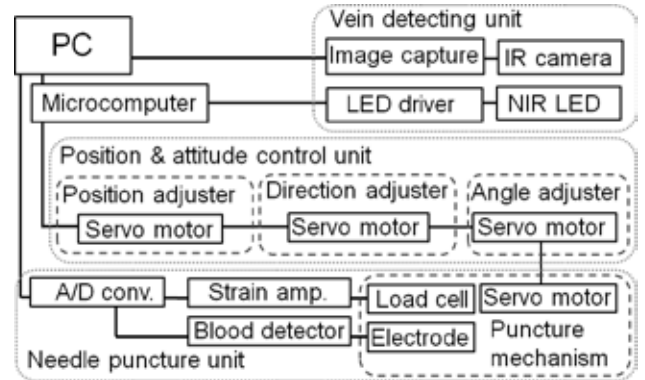 Vein detecting unit
PC
Image capture
IR camera
Microcomputer
LED driver
NIR LED
Position & attitude control unit
Position adjuster
Direction adjuster
Angle adjuster
Servo motor
Servo motor
Servo motor
A/D conv.
Strain amp.
Load cell
Servo motor
Blood detector
Electrode
Puncture
mechanism
Needle puncture unit